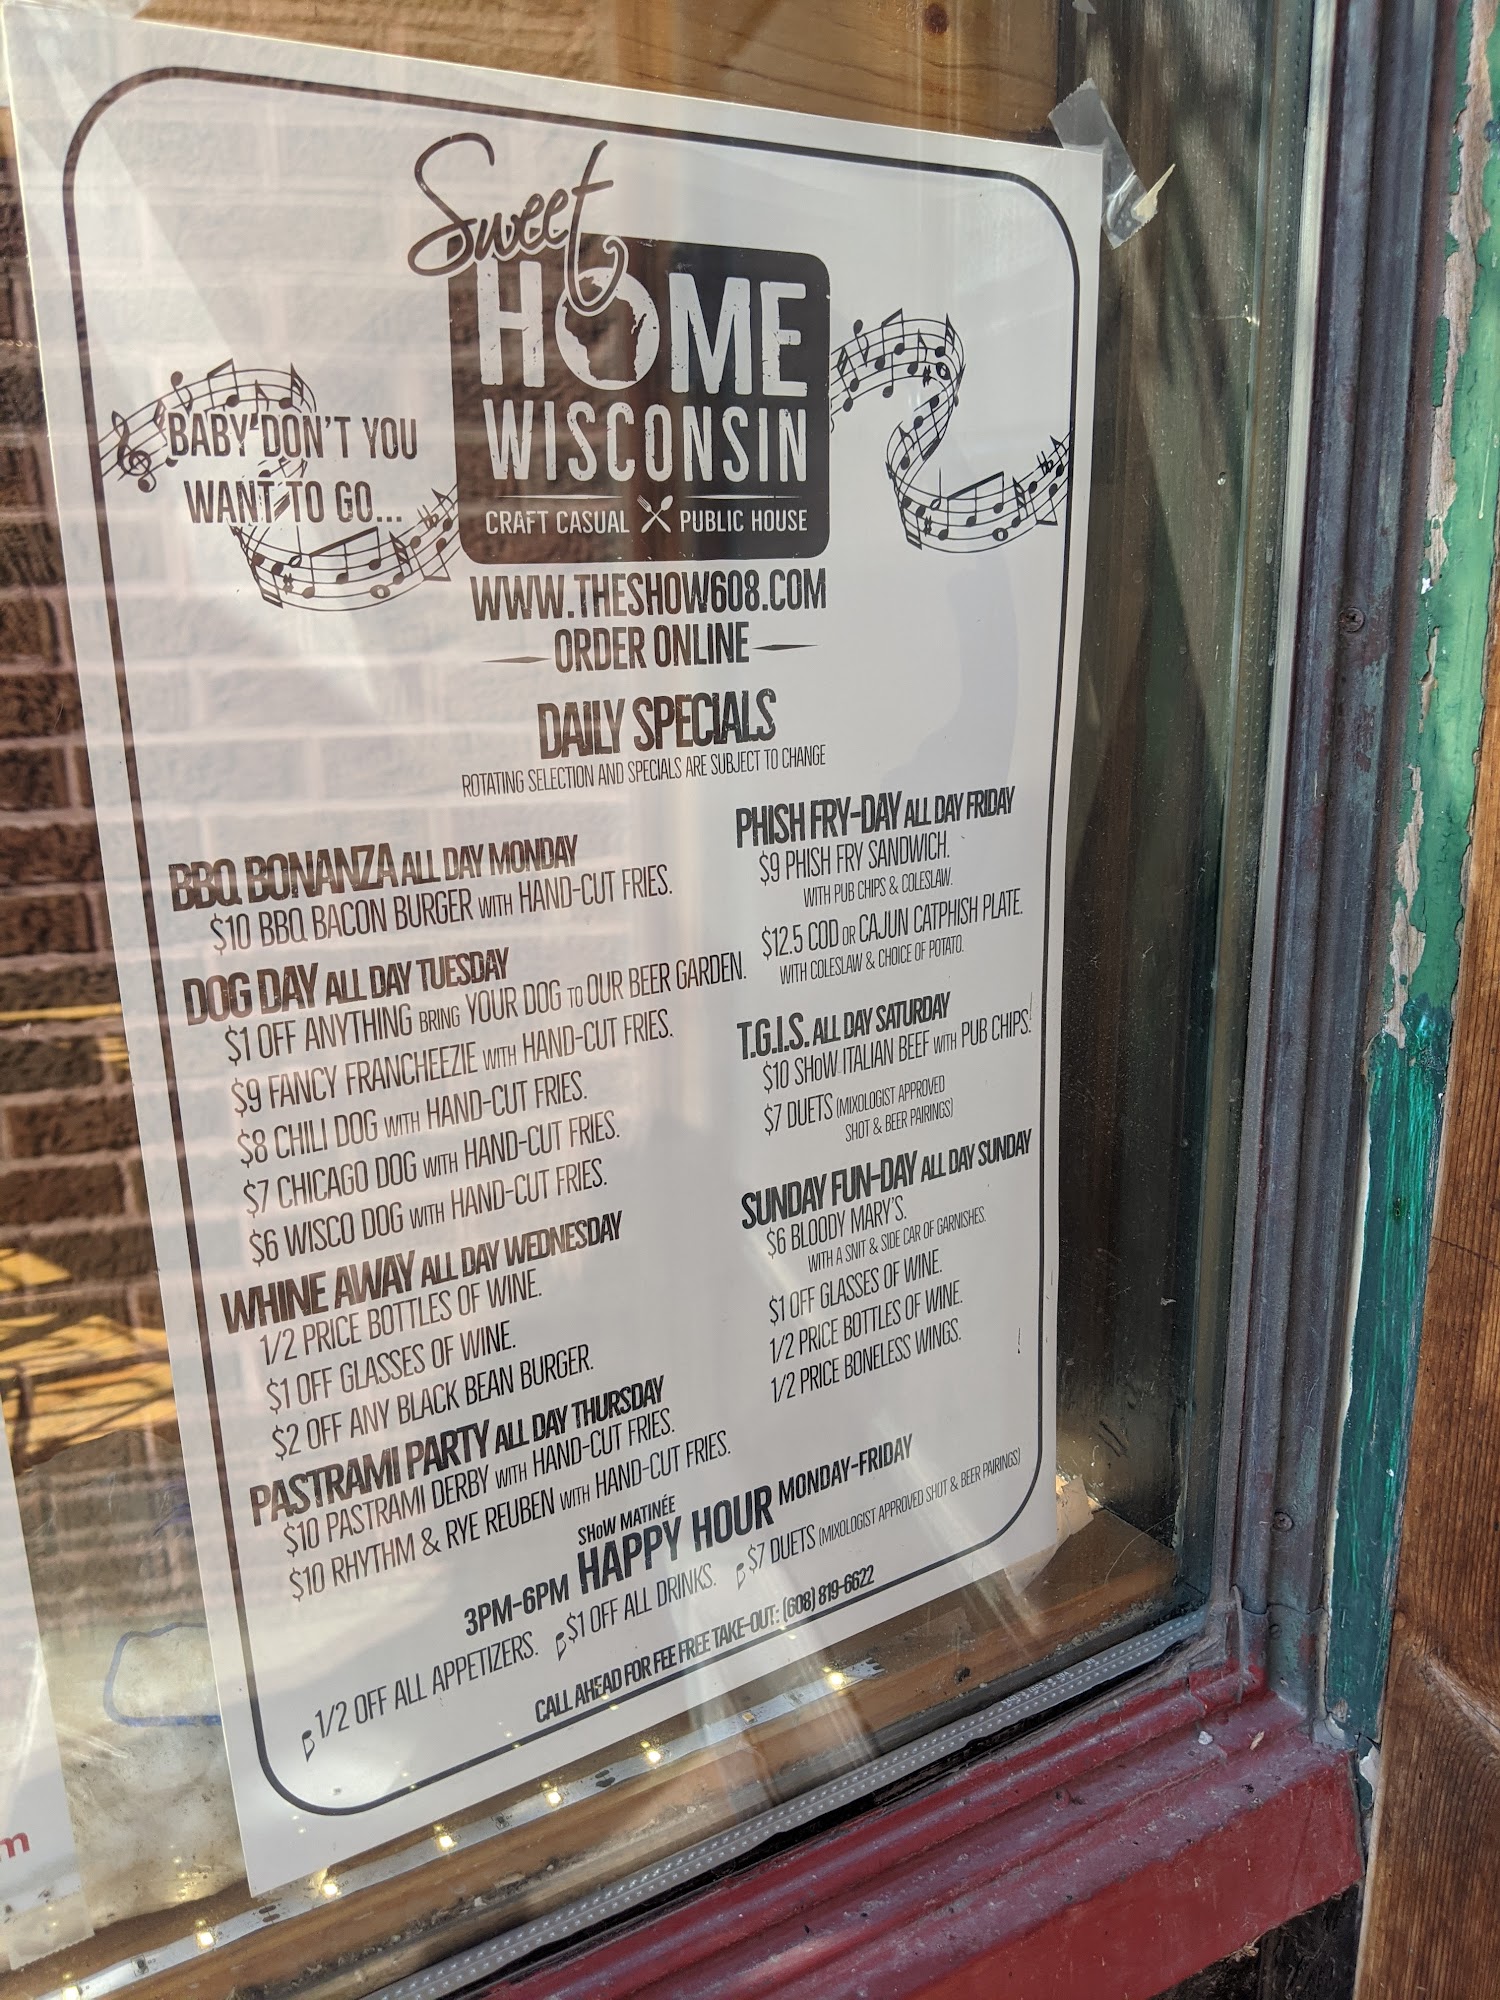 Sweet
HOME
WISCONSIN
CRAFT CASUAL PUBLIC HOUSE
BABY DON'T YOU
WANT TO GO...
WWW.THESHOW608.COM
ORDER ONLINE
DAILY SPECIALS
ROTATING SELECTION AND SPECIALS ARE SUBJECT TO CHANGE
BBQ BONANZA ALL DAY MONDAY
$10 BBQ BACON BURGER WITH HAND-CUT FRIES.
DOG DAY ALL DAY TUESDAY
$1 OFF ANYTHING BRING YOUR DOG TO OUR BEER GARDEN.
$9 FANCY FRANCHEEZIE WITH HAND-CUT FRIES.
$8 CHILI DOG WITH HAND-CUT FRIES.
$7 CHICAGO DOG WITH HAND-CUT FRIES.
$6 WISCO DOG WITH HAND-CUT FRIES.
WHINE AWAY ALL DAY WEDNESDAY
1/2 PRICE BOTTLES OF WINE.
$1 OFF GLASSES OF WINE.
$2 OFF ANY BLACK BEAN BURGER.
PASTRAMI PARTY ALL DAY THURSDAY
$10 PASTRAMI DERBY WITH HAND-CUT FRIES.
$10 RHYTHM & RYE REUBEN WITH HAND-CUT FRIES.
PHISH FRY-DAY ALL DAY FRIDAY
$9 PHISH FRY SANDWICH.
WITH PUB CHIPS & COLESLAW.
$12.5 COD OR CAJUN CATPHISH PLATE.
WITH COLESLAW & CHOICE OF POTATO.
T.G.I.S. ALL DAY SATURDAY
$10 SHoW ITALIAN BEEF WITH PUB CHIPS.
$7 DUETS (MIXOLOGIST APPROVED
SHOT & BEER PAIRINGS)
SUNDAY FUN-DAY ALL DAY SUNDAY
$6 BLOODY MARY'S.
WITH A SNIT & SIDE CAR OF GARNISHES.
$1 OFF GLASSES OF WINE.
1/2 PRICE BOTTLES OF WINE.
1/2 PRICE BONELESS WINGS.
SHoW MATINÉE
3PM-6PM HAPPY HOUR MONDAY-FRIDAY
1/2 OFF ALL APPETIZERS. $1 OFF ALL DRINKS. $7 DUETS (MIXOLOGIST APPROVED SHOT & BEER PAIRINGS)
CALL AHEAD FOR FEE FREE TAKE-OUT: (608) 819-6622
m